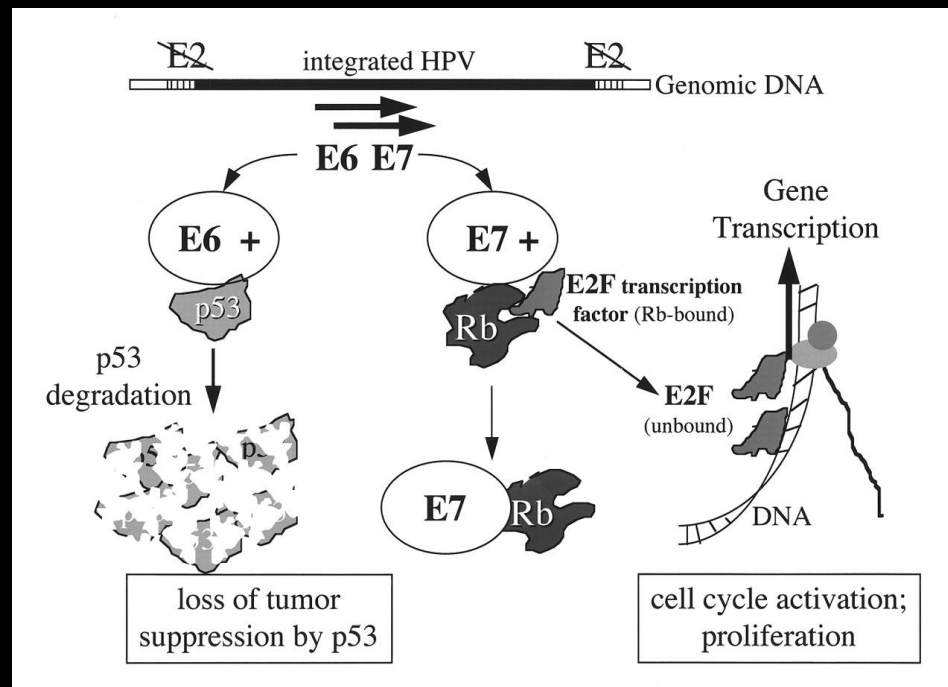 E2
E2
integrated HPV
Genomic DNA
E6 E7
Gene
Transcription
E6 +
E7 +
p53
Rb
E2F transcription
factor (Rb-bound)
p53
degradation
E2F
(unbound)
E7
Rb
DNA
loss of tumor
suppression by p53
cell cycle activation;
proliferation